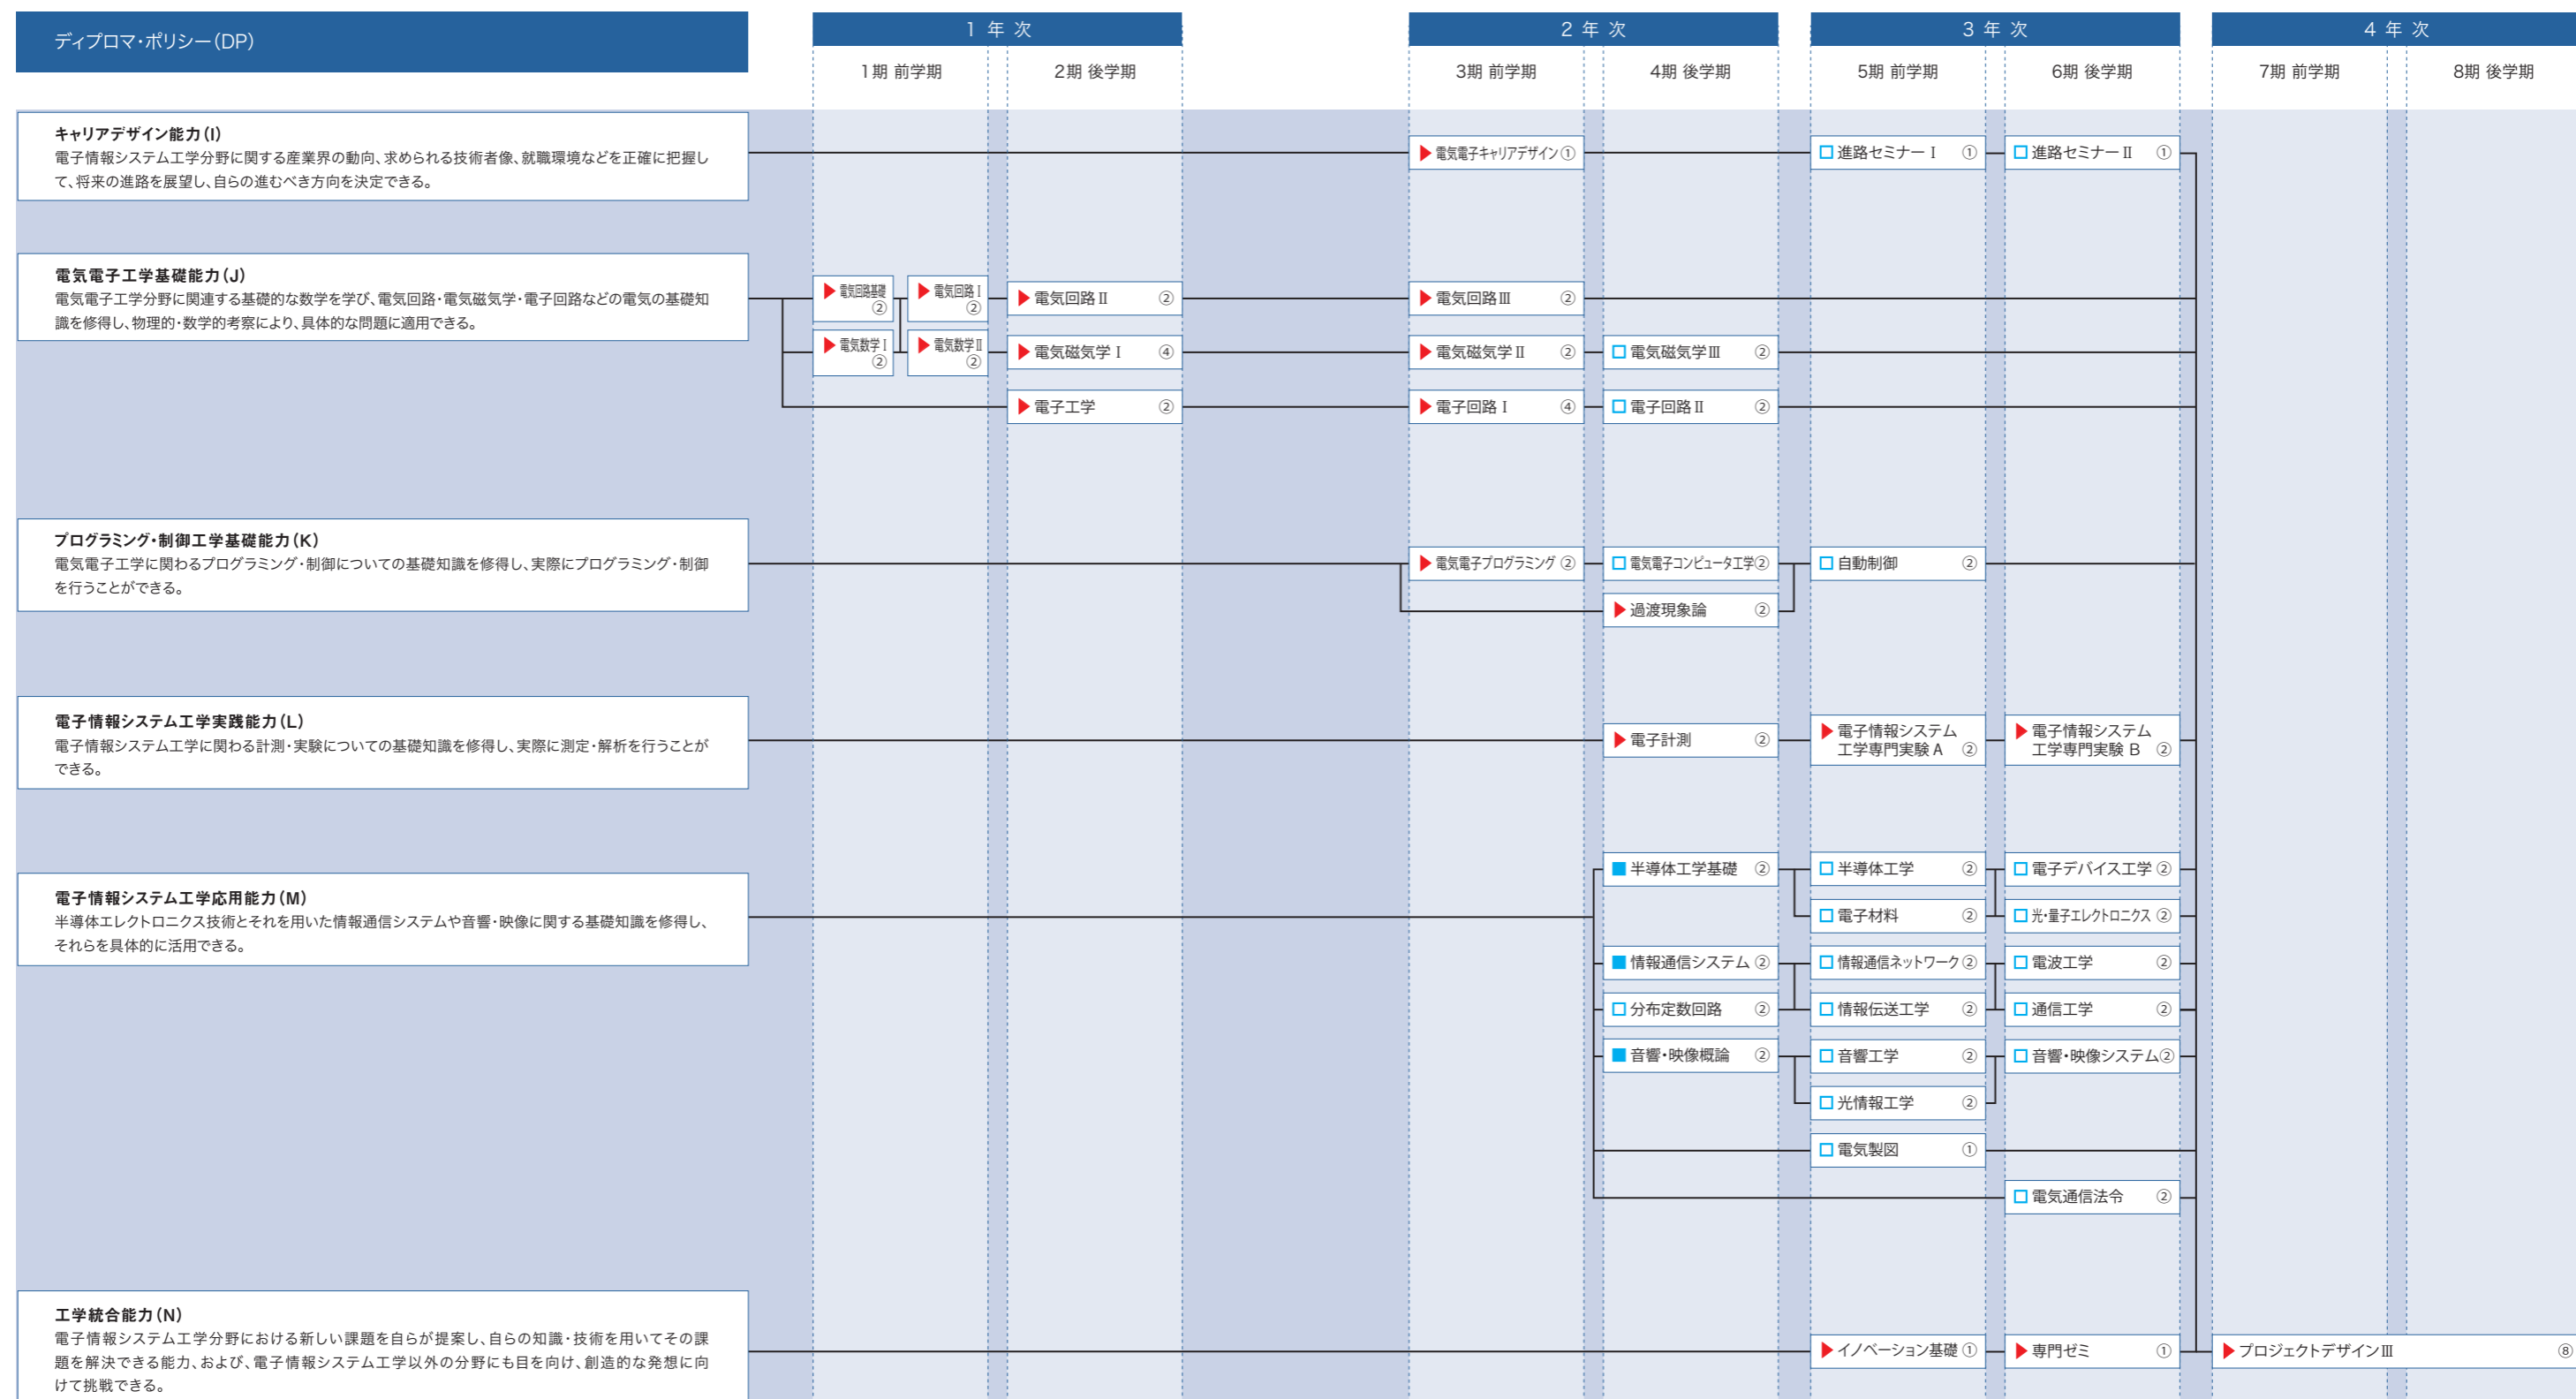 ディプロマ・ポリシー(DP)
1 年 次
2 年 次
3 年 次
4 年 次
1期 前学期
2期 後学期
3期 前学期
4期 後学期
5期 前学期
6期 後学期
7期 前学期
8期 後学期
キャリアデザイン能力(I)
電子情報システム工学分野に関する産業界の動向、求められる技術者像、就職環境などを正確に把握し
て、将来の進路を展望し、自らの進むべき方向を決定できる。
電気電子キャリアデザイン ①
進路セミナー Ⅰ ①
進路セミナー Ⅱ ①
電気電子工学基礎能力(J)
電気電子工学分野に関連する基礎的な数学を学び、電気回路・電気磁気学・電子回路などの電気の基礎知
識を修得し、物理的・数学的考察により、具体的な問題に適用できる。
電気回路基礎
②
電気回路 Ⅰ
②
電気回路 Ⅱ ②
電気回路Ⅲ ②
電気数学 Ⅰ
②
電気数学 Ⅱ
②
電気磁気学 Ⅰ ④
電気磁気学 Ⅱ ②
電気磁気学Ⅲ ②
電子工学 ②
電子回路 Ⅰ ④
電子回路 Ⅱ ②
プログラミング・制御工学基礎能力(K)
電気電子工学に関わるプログラミング・制御についての基礎知識を修得し、実際にプログラミング・制御
を行うことができる。
電気電子プログラミング ②
電気電子コンピュータ工学②
自動制御 ②
過渡現象論 ②
電子情報システム工学実践能力(L)
電子情報システム工学に関わる計測・実験についての基礎知識を修得し、実際に測定・解析を行うことが
できる。
電子計測 ②
電子情報システム
工学専門実験 A ②
電子情報システム
工学専門実験 B ②
電子情報システム工学応用能力(M)
半導体エレクトロニクス技術とそれを用いた情報通信システムや音響・映像に関する基礎知識を修得し、
それらを具体的に活用できる。
半導体工学基礎 ②
半導体工学 ②
電子デバイス工学 ②
電子材料 ②
光・量子エレクトロニクス ②
情報通信システム ②
情報通信ネットワーク ②
電波工学 ②
分布定数回路 ②
情報伝送工学 ②
通信工学 ②
音響・映像概論 ②
音響工学 ②
音響・映像システム②
光情報工学 ②
電気製図 ①
電気通信法令 ②
工学統合能力(N)
電子情報システム工学分野における新しい課題を自らが提案し、自らの知識・技術を用いてその課
題を解決できる能力、および、電子情報システム工学以外の分野にも目を向け、創造的な発想に向
けて挑戦できる。
イノベーション基礎 ①
専門ゼミ ①
プロジェクトデザインⅢ ⑧